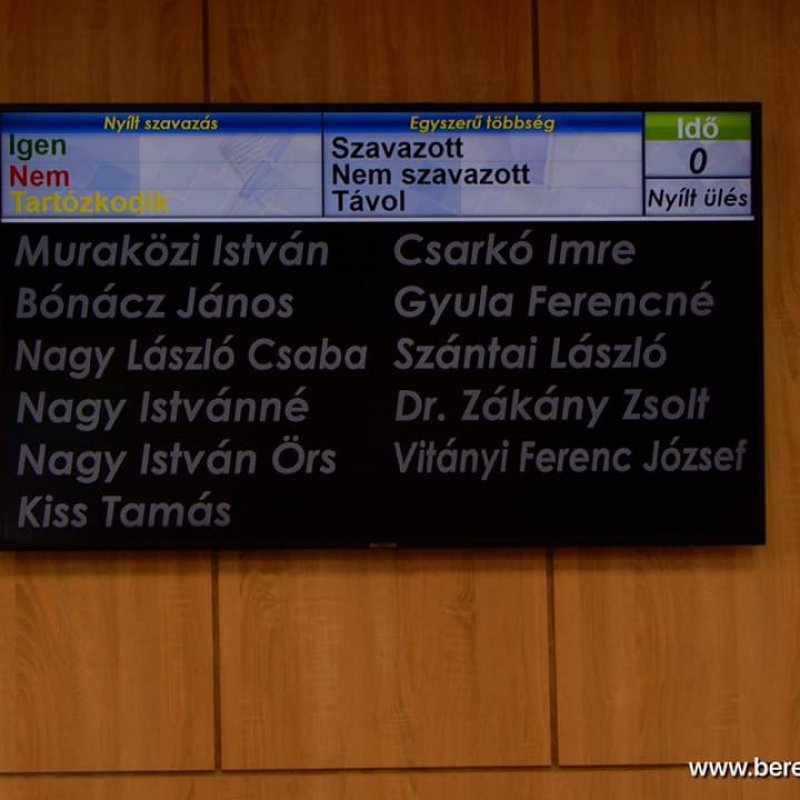 Nyílt szavazás
Igen
Nem
Tartózkodik
Egyszerű többség
Szavazott
Nem szavazott
Távol
Idő
0
Nyílt ülés
Muraközi István
Bónácz János
Nagy László Csaba
Nagy Istvánné
Nagy István Örs
Kiss Tamás
Csarkó Imre
Gyula Ferencné
Szántai László
Dr. Zákány Zsolt
Vitányi Ferenc József
www.bere